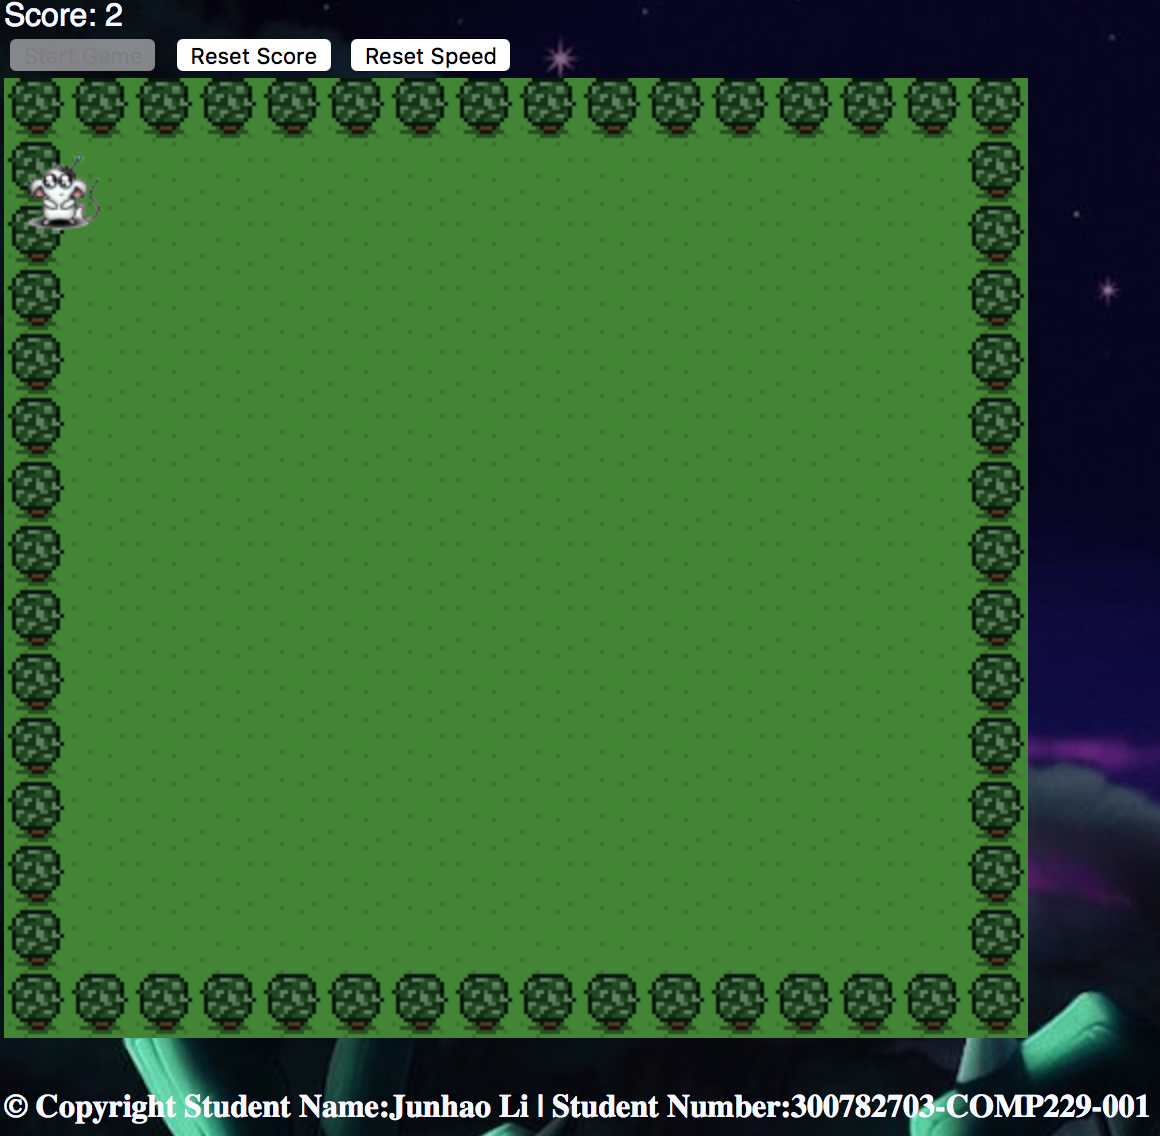 Score: 2
Start Game Reset Score Reset Speed
© Copyright Student Name:Junhao Li | Student Number:300782703-COMP229-001